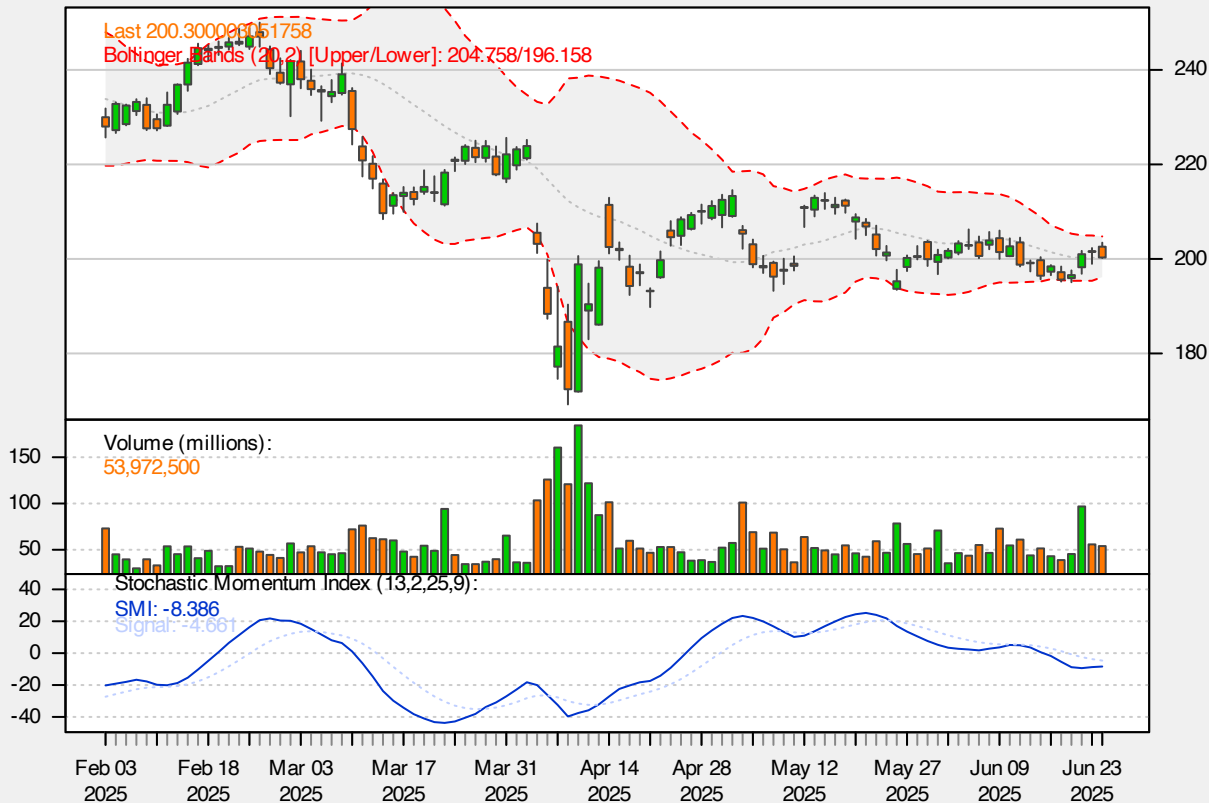 Last 200.300003051758
Bollinger Bands (20,2) [Upper/Lower]: 204.758/196.158
240
220
200
180
Volume (millions):
53,972,500
150
100
50
Stochastic Momentum Index (13,2,25,9):
SMI: -8.386
Signal: -4.661
40
20
0
-20
-40
Feb 03 Feb 18 Mar 03 Mar 17 Mar 31 Apr 14 Apr 28 May 12 May 27 Jun 09 Jun 23
2025 2025 2025 2025 2025 2025 2025 2025 2025 2025 2025